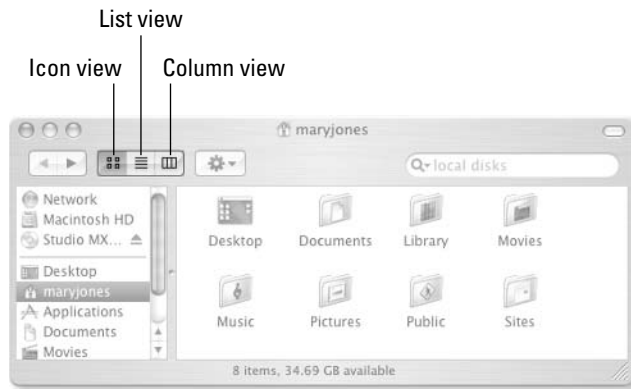 List view
Icon view Column view
maryjones
local disks
Network
Macintosh HD
Studio MX...
Desktop
maryjones
Applications
Documents
Movies
Desktop Documents Library Movies
Music Pictures Public Sites
8 items, 34.69 GB available